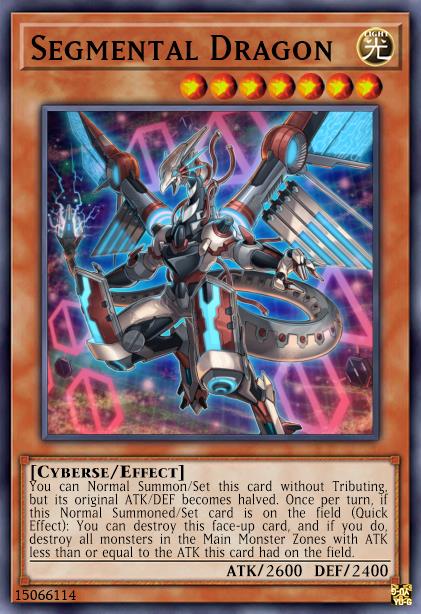 SEGMENTAL DRAGON
LIGHT
光
[CYBERSE/EFFECT]
You can Normal Summon/Set this card without Tributing,
but its original ATK/DEF becomes halved. Once per turn, if
this Normal Summoned/Set card is on the field (Quick
Effect): You can destroy this face-up card, and if you do,
destroy all monsters in the Main Monster Zones with ATK
less than or equal to the ATK this card had on the field.
ATK/2600 DEF/2400
15066114